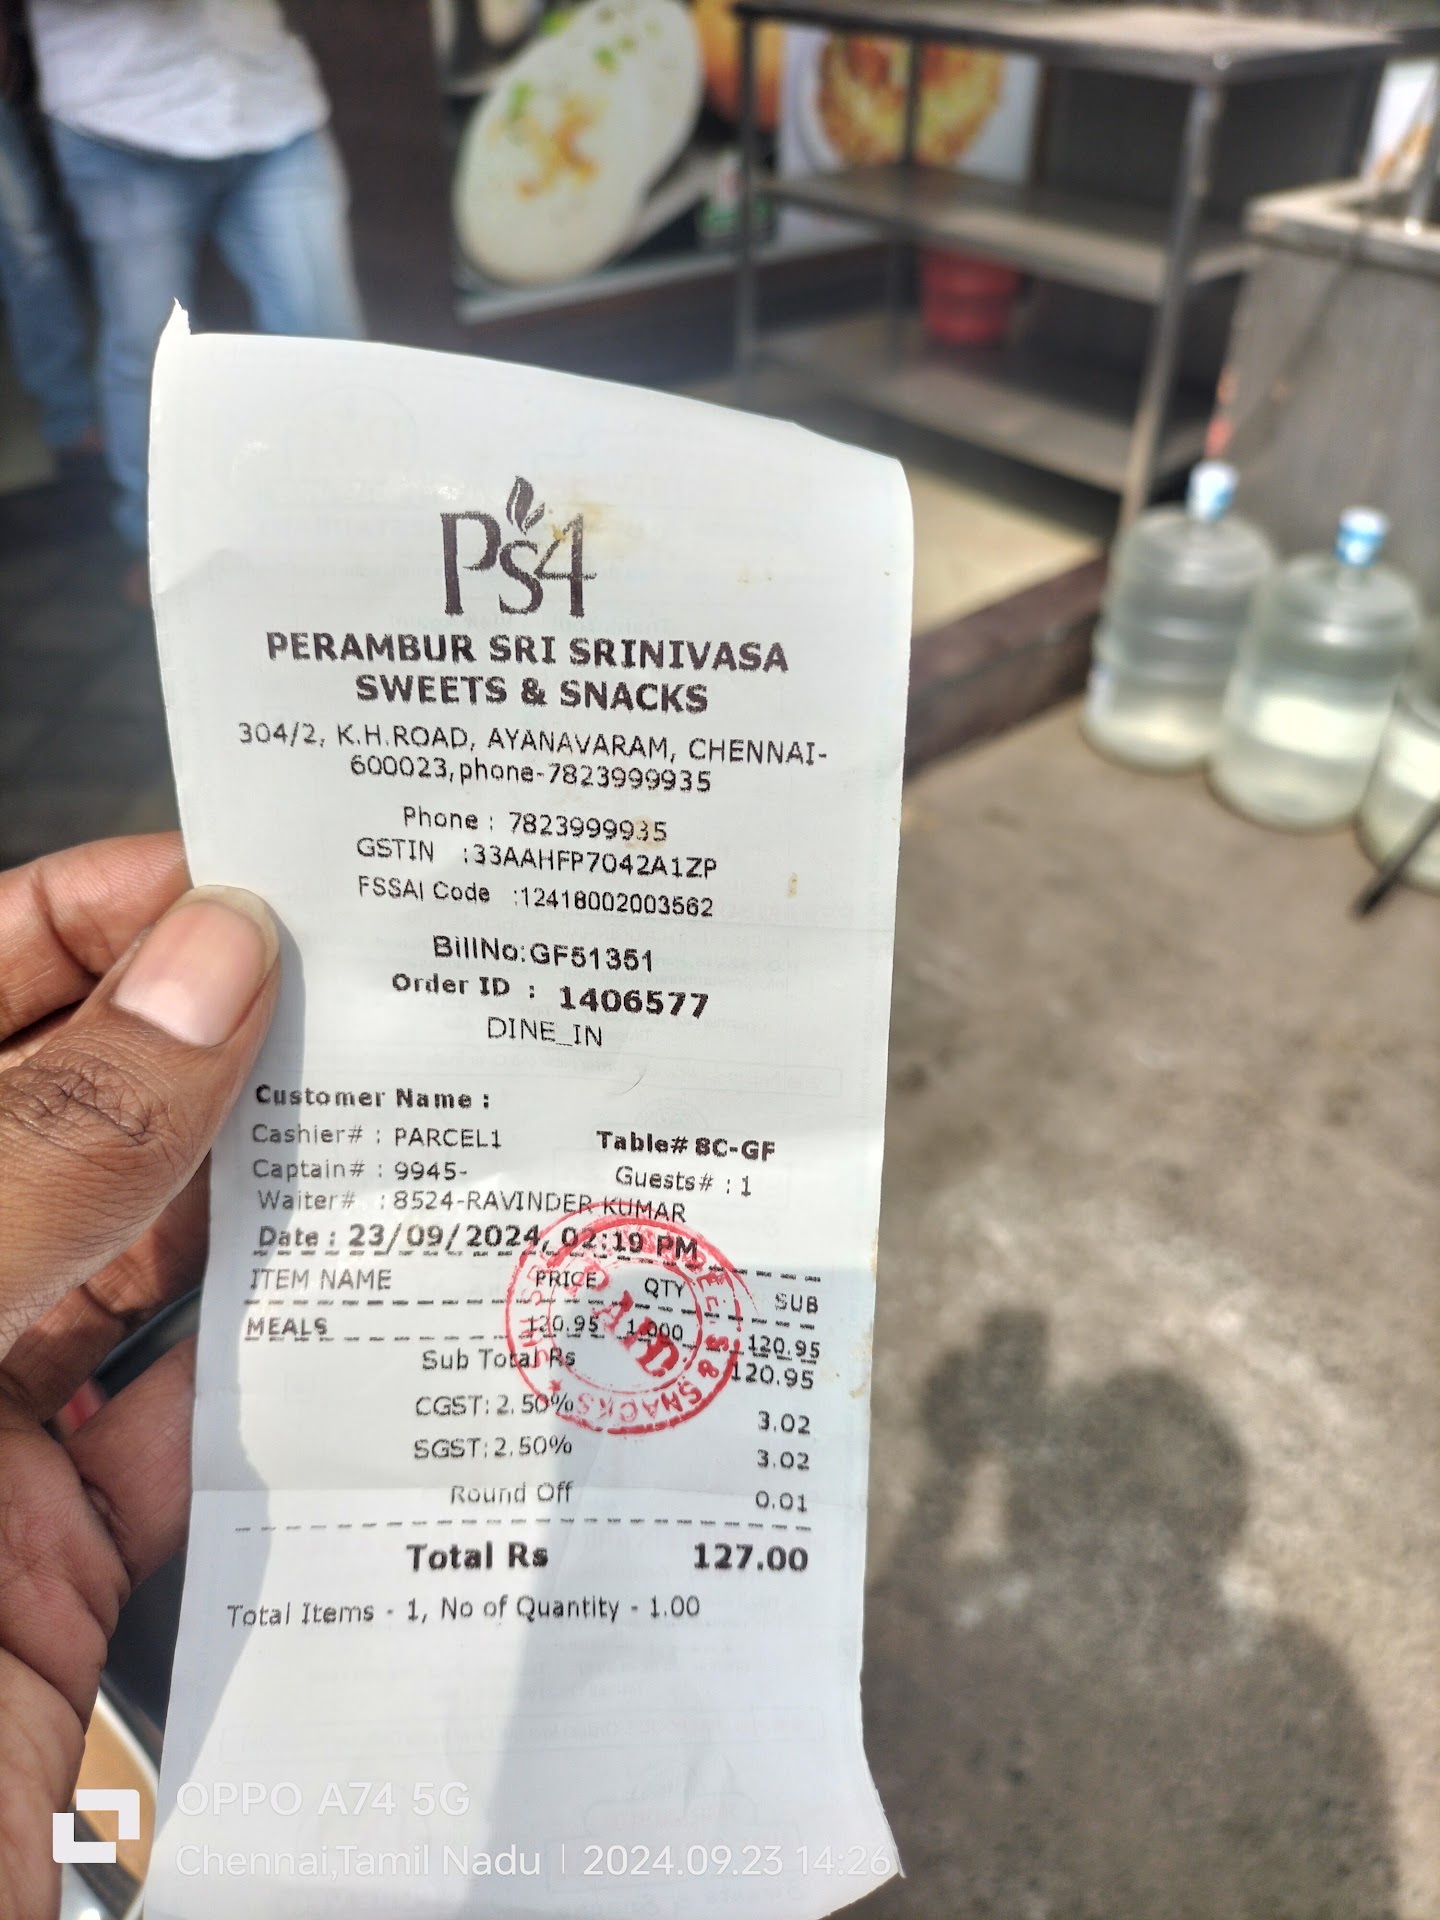 Ps4
PERAMBUR SRI SRINIVASA
SWEETS & SNACKS
304/2, K.H.ROAD, AYANAVARAM, CHENNAI-
600023,phone-7823999935
Phone : 7823999935
GSTIN :33AAHFP7042A1ZP
FSSAI Code :12418002003562
BillNo:GF51351
Order ID : 1406577
DINE_IN
Customer Name :
Cashier# : PARCEL1 Table# 8C-GF
Captain# : 9945- Guests# : 1
Waiter# : 8524-RAVINDER KUMAR
Date : 23/09/2024, 02:19 PM
ITEM NAME PRICE QTY SUB
MEALS 120.95 1.000 120.95
Sub Total Rs 120.95
CGST:2.50% 3.02
SGST:2.50% 3.02
Round Off 0.01
Total Rs 127.00
Total Items - 1, No of Quantity - 1.00
PAID
& SNACKS
OPPO A74 5G
Chennai,Tamil Nadu | 2024.09.23 14:26